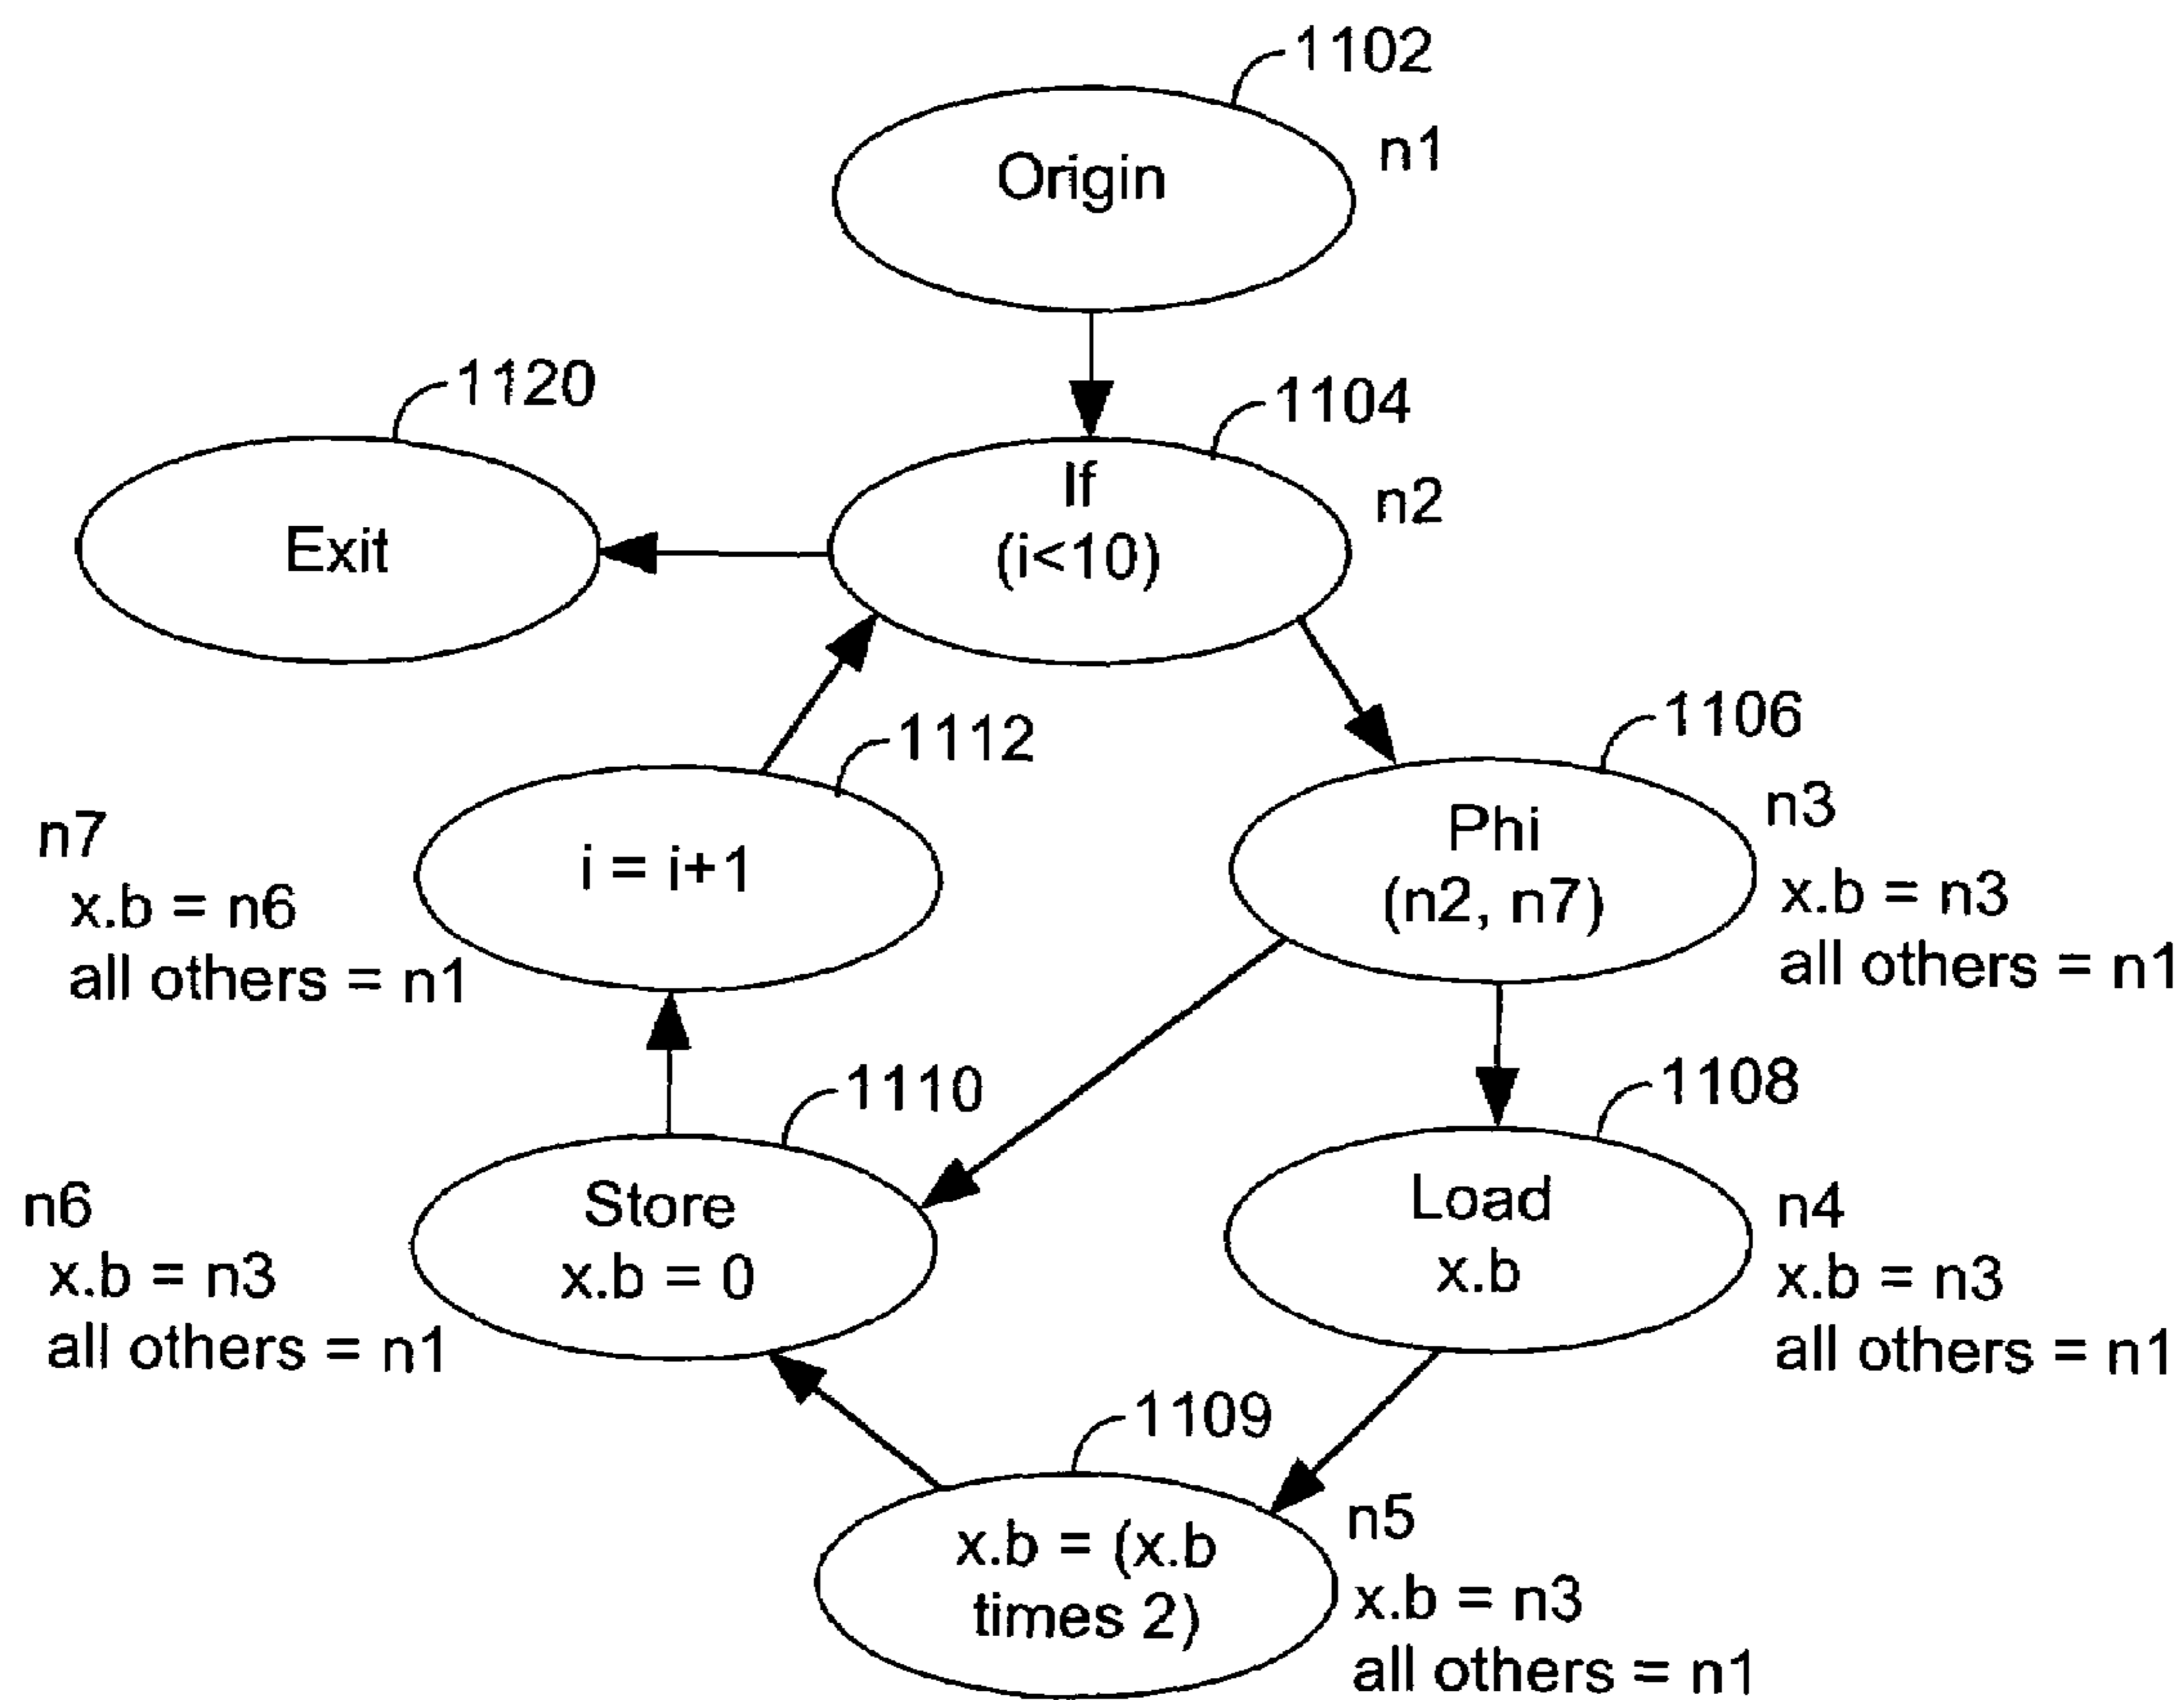 1102
Origin
n1
1120
1104
If
(i<10)
n2
Exit
1106
1112
Phi
(n2, n7)
n3
x.b = n3
all others = n1
n7
x.b = n6
all others = n1
i = i+1
1110
1108
Store
x.b = 0
n6
x.b = n3
all others = n1
Load
x.b
n4
x.b = n3
all others = n1
1109
x.b = (x.b
times 2)
n5
x.b = n3
all others = n1